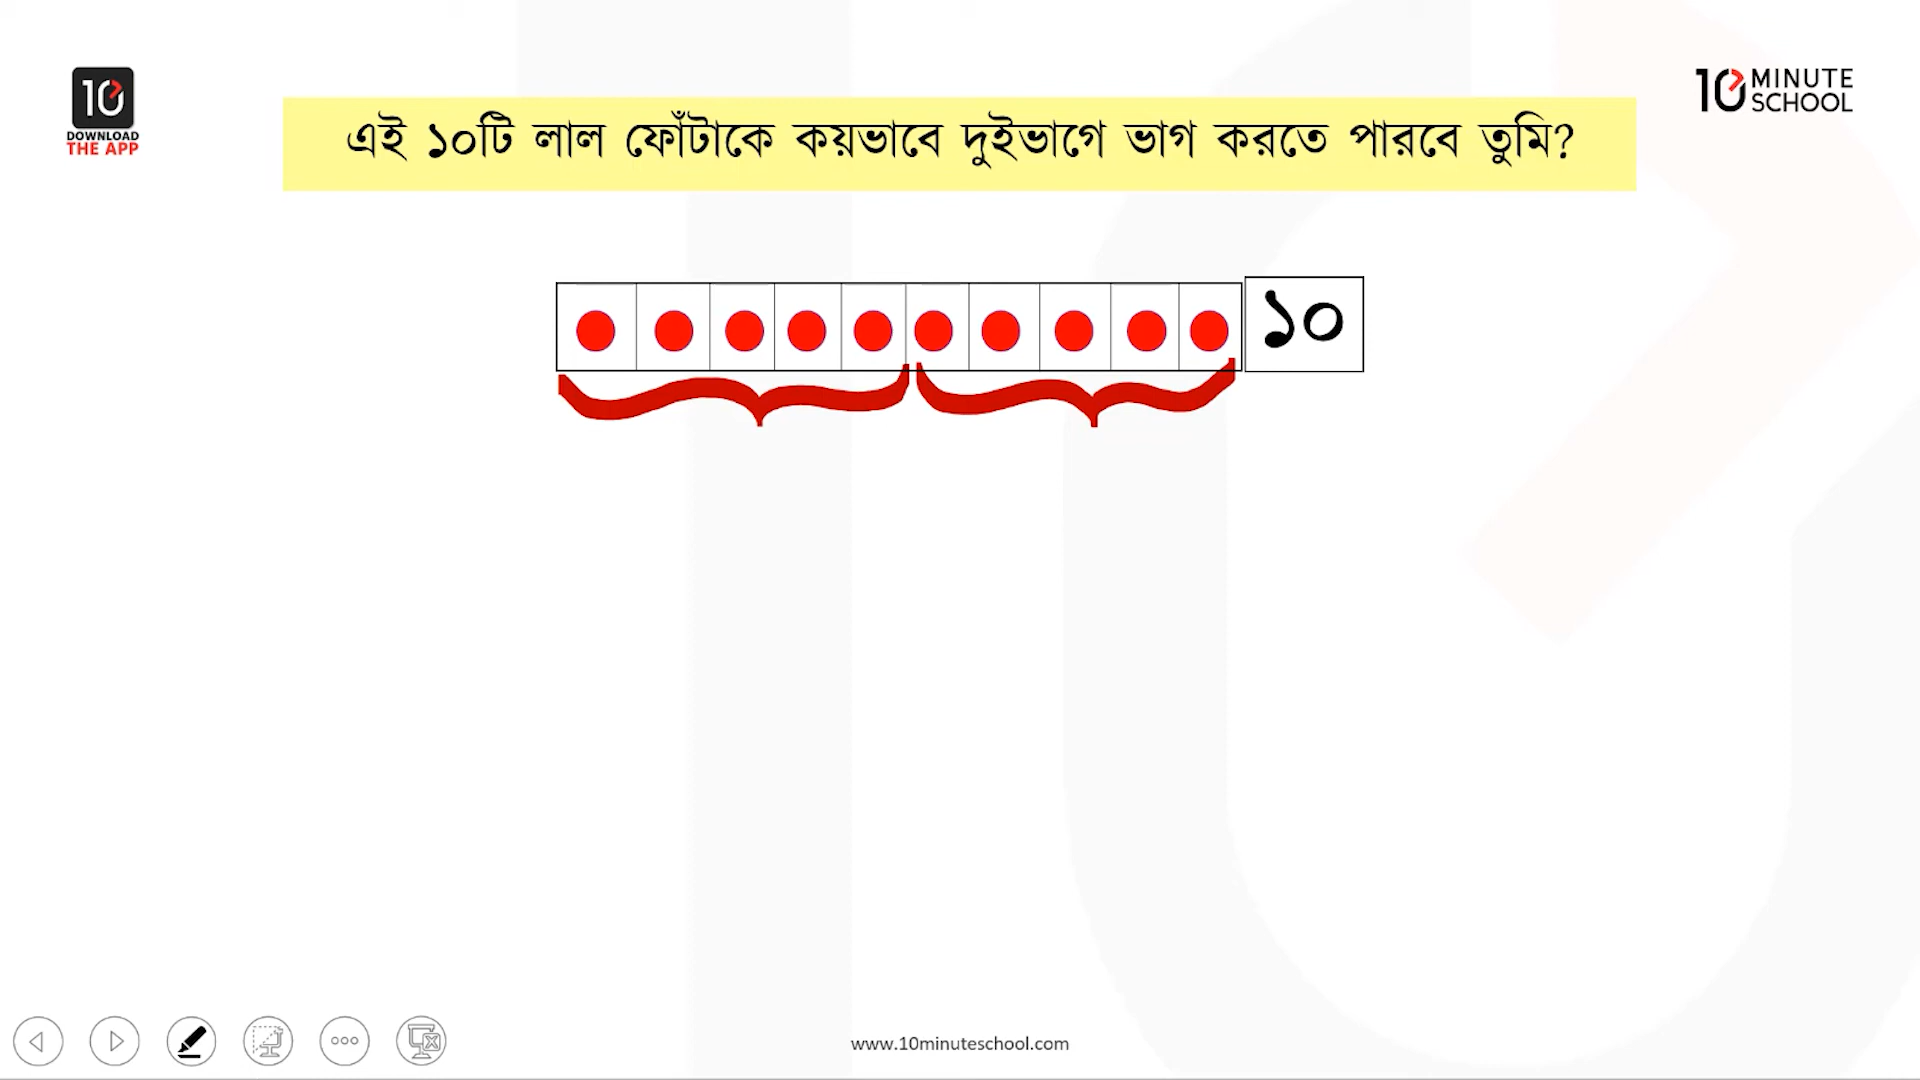 10
DOWNLOAD
THE APP
10 MINUTE
SCHOOL
এই ১০টি লাল ফোঁটাকে কয়ভাবে দুইভাগে ভাগ করতে পারবে তুমি?
১০
www.10minuteschool.com